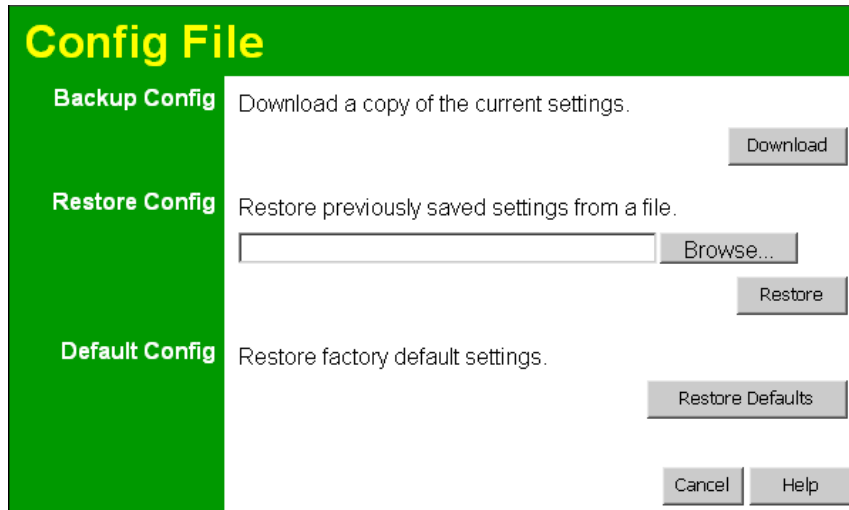 Config File
Backup Config
Download a copy of the current settings.
Download
Restore Config
Restore previously saved settings from a file.
Browse...
Restore
Default Config
Restore factory default settings.
Restore Defaults
Cancel
Help